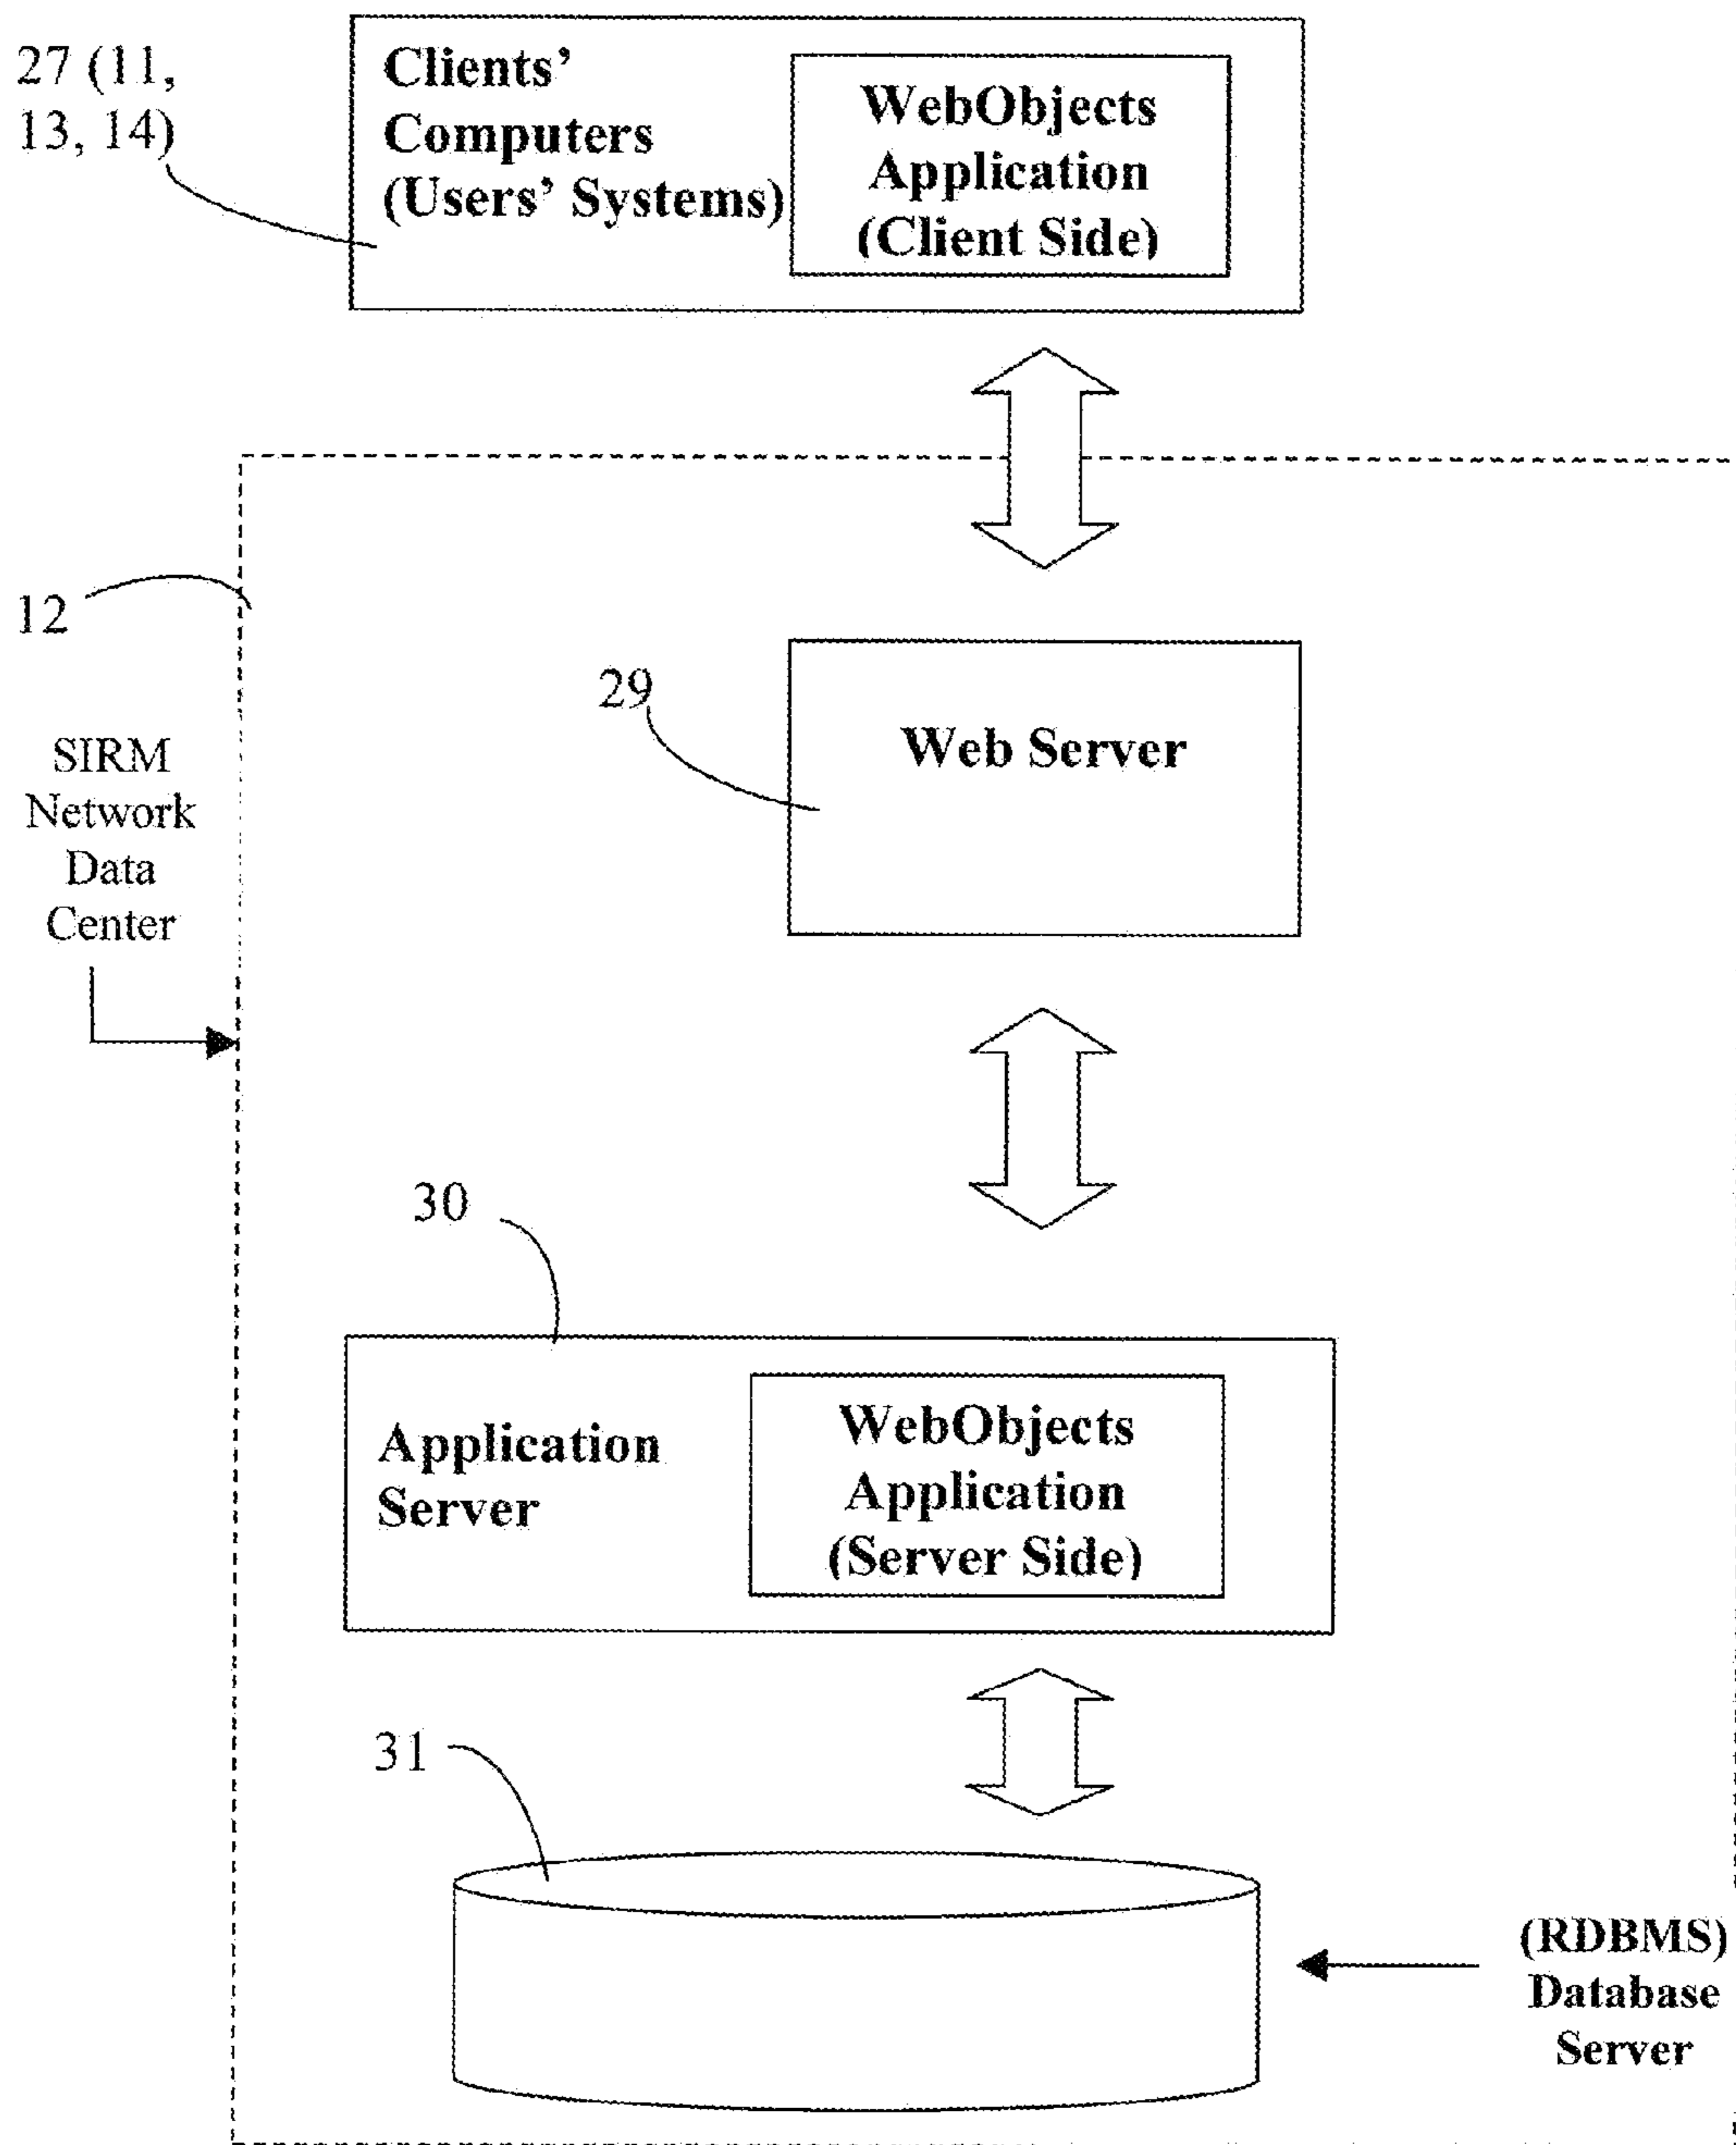 27 (11,
13, 14)
Clients’
Computers
(Users’ Systems)
WebObjects
Application
(Client Side)
12
29
Web Server
SIRM
Network
Data
Center
30
Application
Server
WebObjects
Application
(Server Side)
31
(RDBMS)
Database
Server